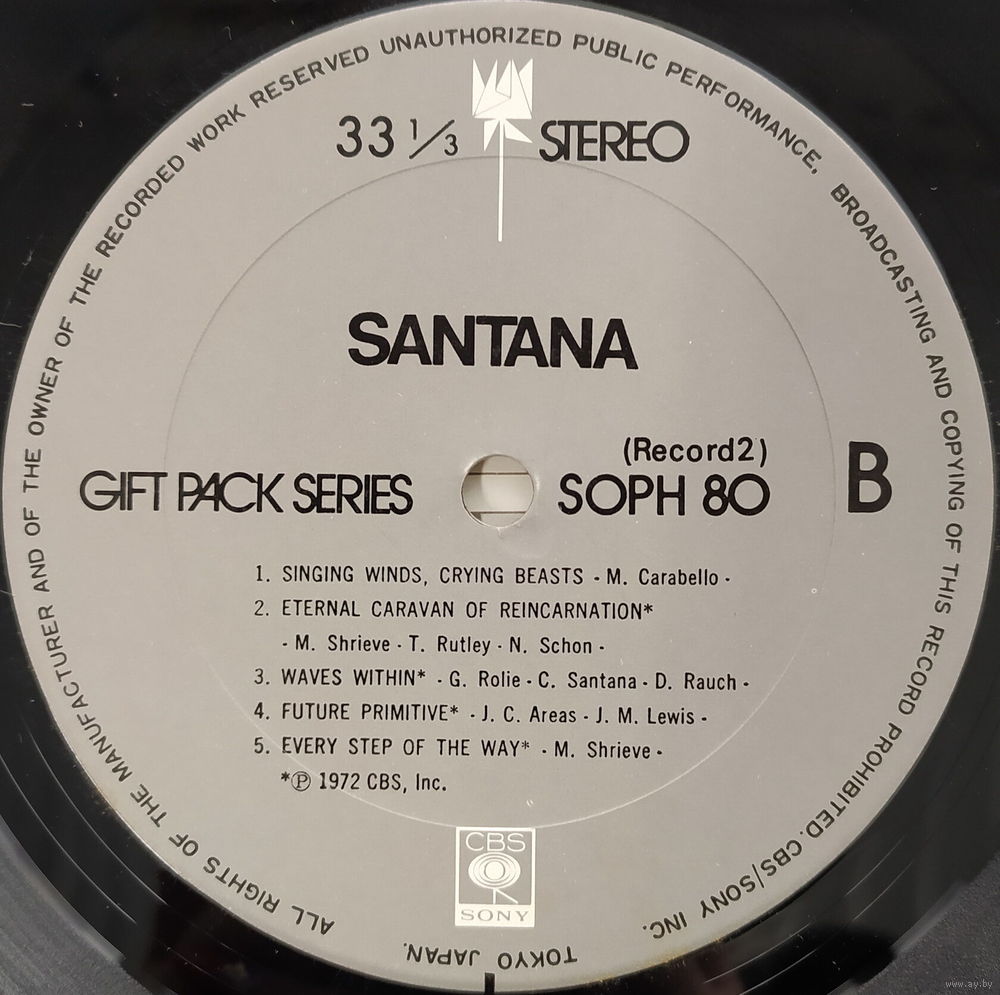 ALL RIGHTS OF THE MANUFACTURER AND OF THE OWNER OF THE RECORDED WORK RESERVED UNAUTHORIZED PUBLIC PERFORMANCE, BROADCASTING AND COPYING OF THIS RECORD PROHIBITED. CBS/SONY INC.
TOKYO JAPAN.
33 1/3 STEREO
SANTANA
(Record2)
GIFT PACK SERIES SOPH 80 B
1. SINGING WINDS, CRYING BEASTS - M. Carabello -
2. ETERNAL CARAVAN OF REINCARNATION*
- M. Shrieve - T. Rutley - N. Schon -
3. WAVES WITHIN* - G. Rolie - C. Santana - D. Rauch -
4. FUTURE PRIMITIVE* - J. C. Areas - J. M. Lewis -
5. EVERY STEP OF THE WAY* - M. Shrieve -
*℗ 1972 CBS, Inc.
CBS
SONY
www.ay.by